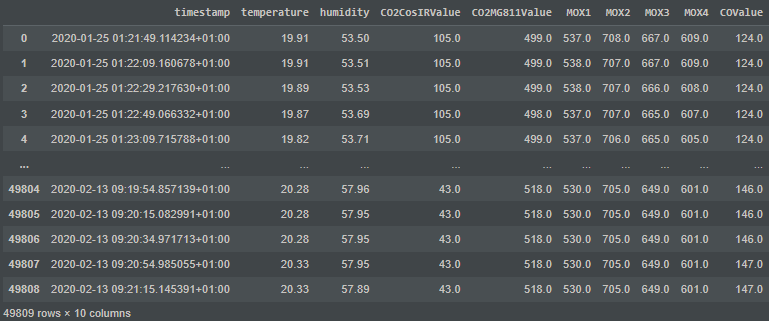 timestamp temperature humidity CO2CosIRValue CO2MG811Value MOX1 MOX2 MOX3 MOX4 COValue
0 2020-01-25 01:21:49.114234+01:00 19.91 53.50 105.0 499.0 537.0 708.0 667.0 609.0 124.0
1 2020-01-25 01:22:09.160678+01:00 19.91 53.51 105.0 499.0 538.0 707.0 667.0 609.0 124.0
2 2020-01-25 01:22:29.217630+01:00 19.89 53.53 105.0 499.0 538.0 707.0 666.0 608.0 124.0
3 2020-01-25 01:22:49.066332+01:00 19.87 53.69 105.0 498.0 537.0 707.0 665.0 607.0 124.0
4 2020-01-25 01:23:09.715788+01:00 19.82 53.71 105.0 499.0 537.0 706.0 665.0 605.0 124.0
... ... ... ... ... ... ... ... ... ... ...
49804 2020-02-13 09:19:54.857139+01:00 20.28 57.96 43.0 518.0 530.0 705.0 649.0 601.0 146.0
49805 2020-02-13 09:20:15.082991+01:00 20.28 57.95 43.0 518.0 530.0 705.0 649.0 601.0 146.0
49806 2020-02-13 09:20:34.971713+01:00 20.28 57.95 43.0 518.0 530.0 705.0 649.0 601.0 146.0
49807 2020-02-13 09:20:54.985055+01:00 20.33 57.95 43.0 518.0 530.0 705.0 649.0 601.0 147.0
49808 2020-02-13 09:21:15.145391+01:00 20.33 57.89 43.0 518.0 530.0 705.0 649.0 601.0 147.0
49809 rows × 10 columns